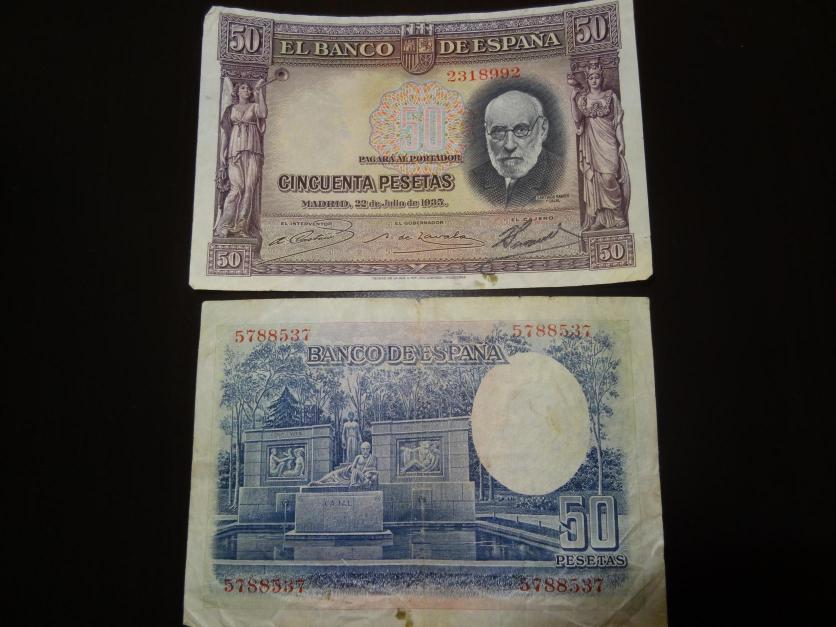 50 EL BANCO DE ESPAÑA 50
2318992
50
PAGARÁ AL PORTADOR
CINCUENTA PESETAS
SANTIAGO RAMON
Y CAJAL
MADRID, 22 de Julio de 1935.
EL INTERVENTOR EL GOBERNADOR EL CAJERO
50 50
5788537 5788537
BANCO DE ESPAÑA
CAJAL
50
PESETAS
5788537 5788537